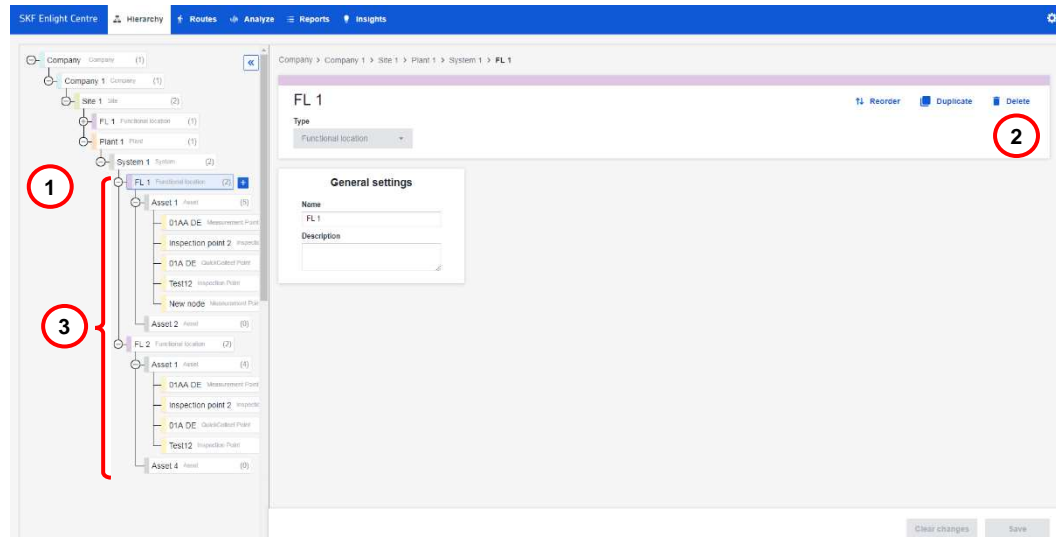 SKF Enlight Centre Hierarchy Routes Analyze Reports Insights
Company Company (1)
Company 1 Company (1)
Site 1 Site (2)
FL 1 Functional location (1)
Plant 1 Plant (1)
System 1 System (2)
FL 1 Functional location (2)
Asset 1 Asset (5)
01AA DE Measurement Point
Inspection point 2
01A DE QuickCollect Point
Test12 Inspection Point
New node Measurement
Asset 2 Asset (0)
FL 2 Functional location (2)
Asset 1 Asset (4)
01AA DE Measurement Point
Inspection point 2
01A DE QuickCollect Point
Test12 Inspection Point
Asset 4 Asset (0)
1
3
Company > Company 1 > Site 1 > Plant 1 > System 1 > FL 1
FL 1
Reorder Duplicate Delete
2
Type
Functional location
General settings
Name
FL 1
Description
Clear changes Save